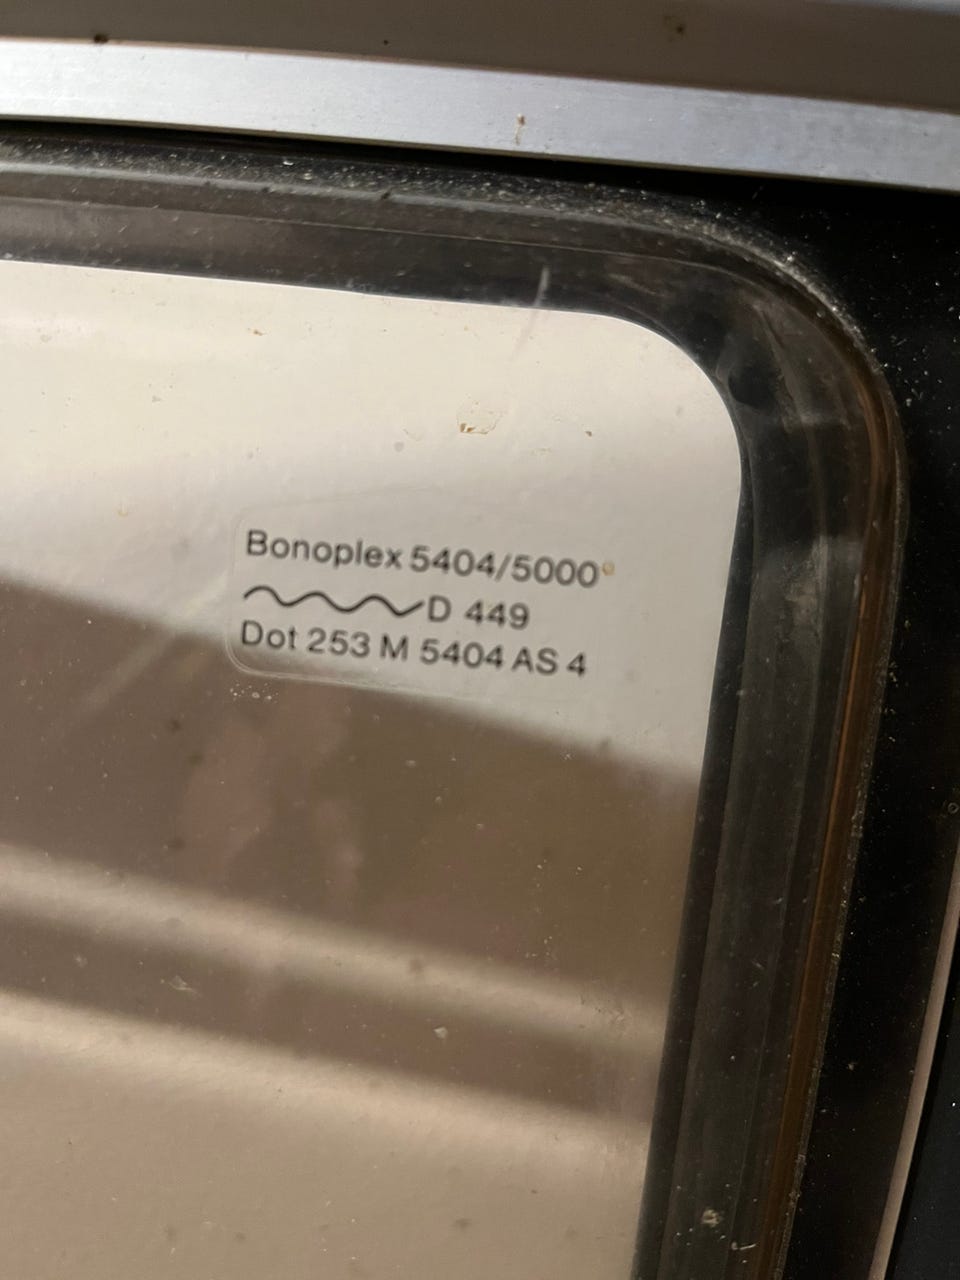 Bonoplex 5404/5000°
〰D 449
Dot 253 M 5404 AS 4